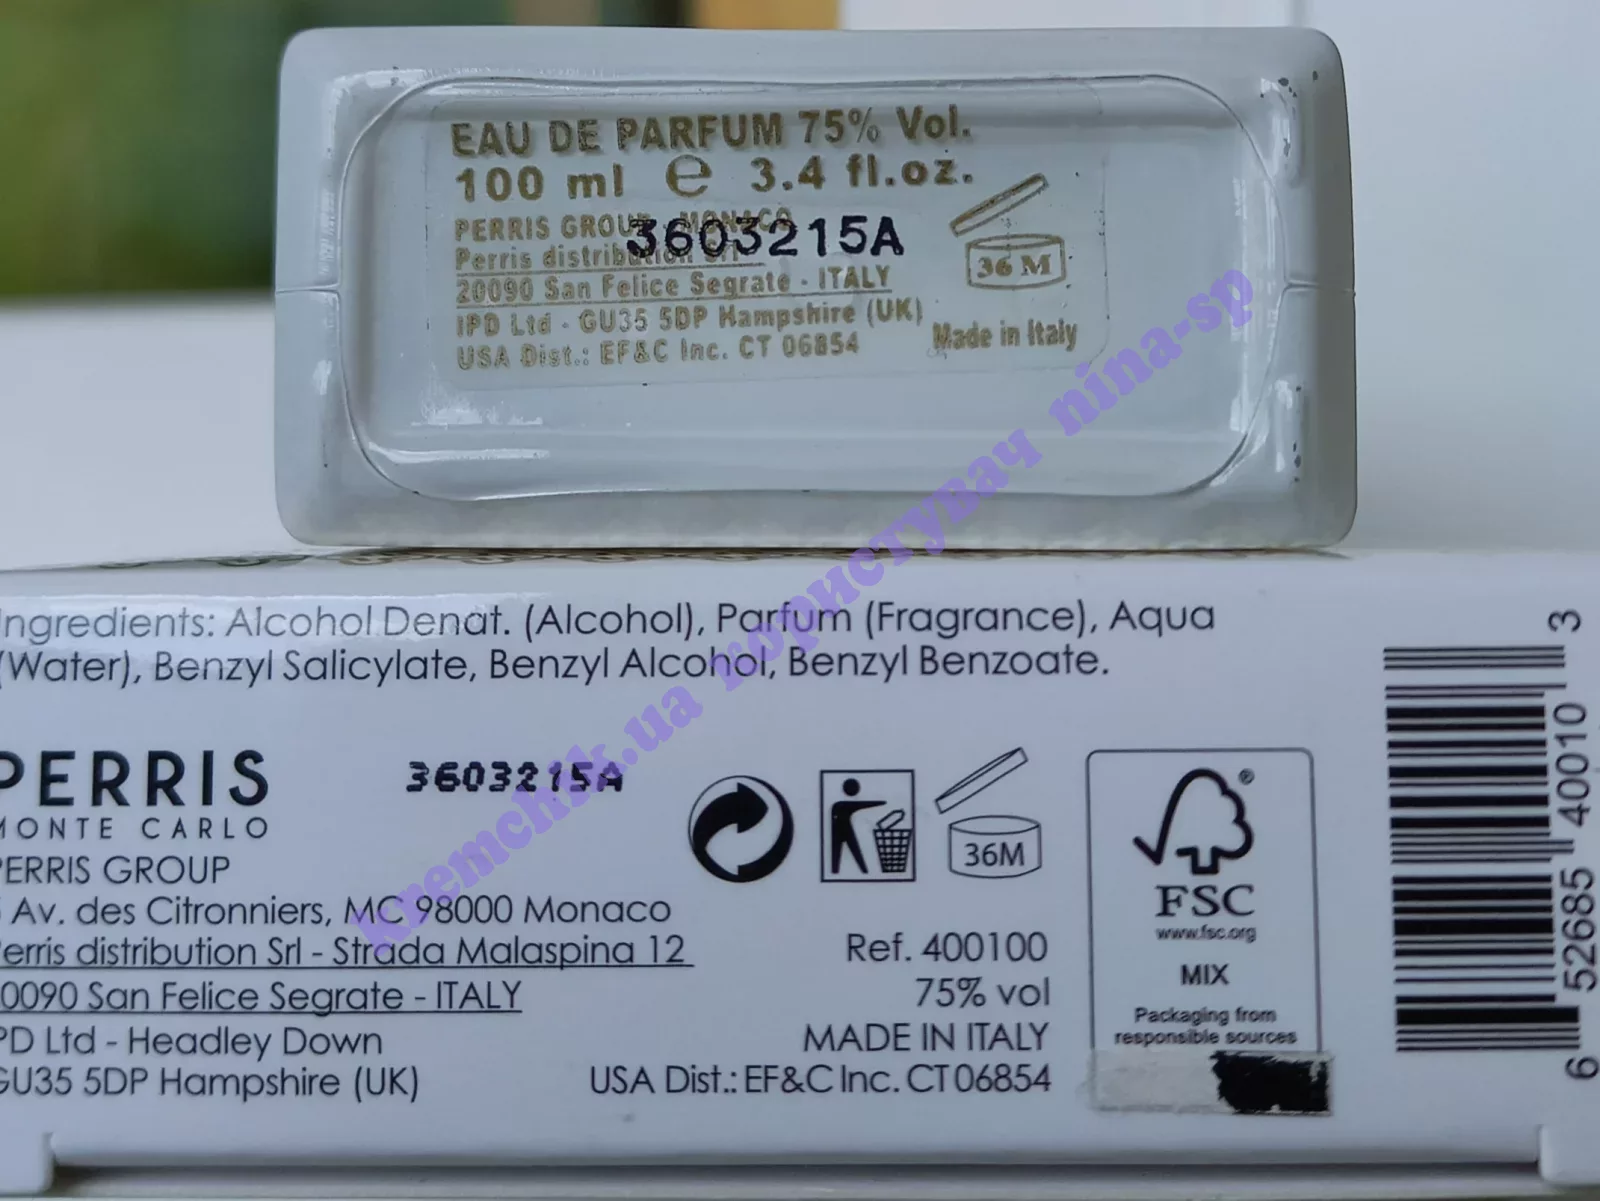 EAU DE PARFUM 75% Vol.
100 ml e 3.4 fl.oz.
PERRIS GROUP - MONACO
3603215A
Perris distribution Srl
20090 San Felice Segrate - ITALY
36 M
IPD Ltd - GU35 5DP Hampshire (UK)
USA Dist.: EF&C Inc. CT 06854
Made in Italy
Ingredients: Alcohol Denat. (Alcohol), Parfum (Fragrance), Aqua
(Water), Benzyl Salicylate, Benzyl Alcohol, Benzyl Benzoate.
PERRIS
MONTE CARLO
3603215A
PERRIS GROUP
Av. des Citronniers, MC 98000 Monaco
Perris distribution Srl - Strada Malaspina 12
20090 San Felice Segrate - ITALY
IPD Ltd - Headley Down
GU35 5DP Hampshire (UK)
36M
Ref. 400100
75% vol
MADE IN ITALY
USA Dist.: EF&C Inc. CT 06854
®
FSC
www.fsc.org
MIX
Packaging from
responsible sources
6 52685 40010 3
kremchik.ua користувач nina-sp